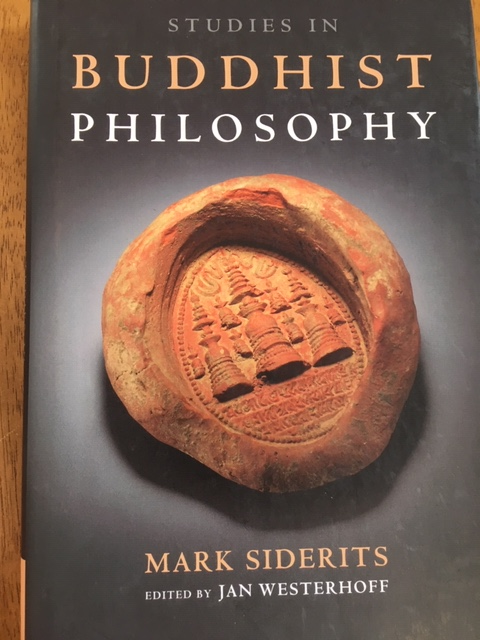 STUDIES IN
BUDDHIST
PHILOSOPHY
MARK SIDERITS
EDITED BY JAN WESTERHOFF